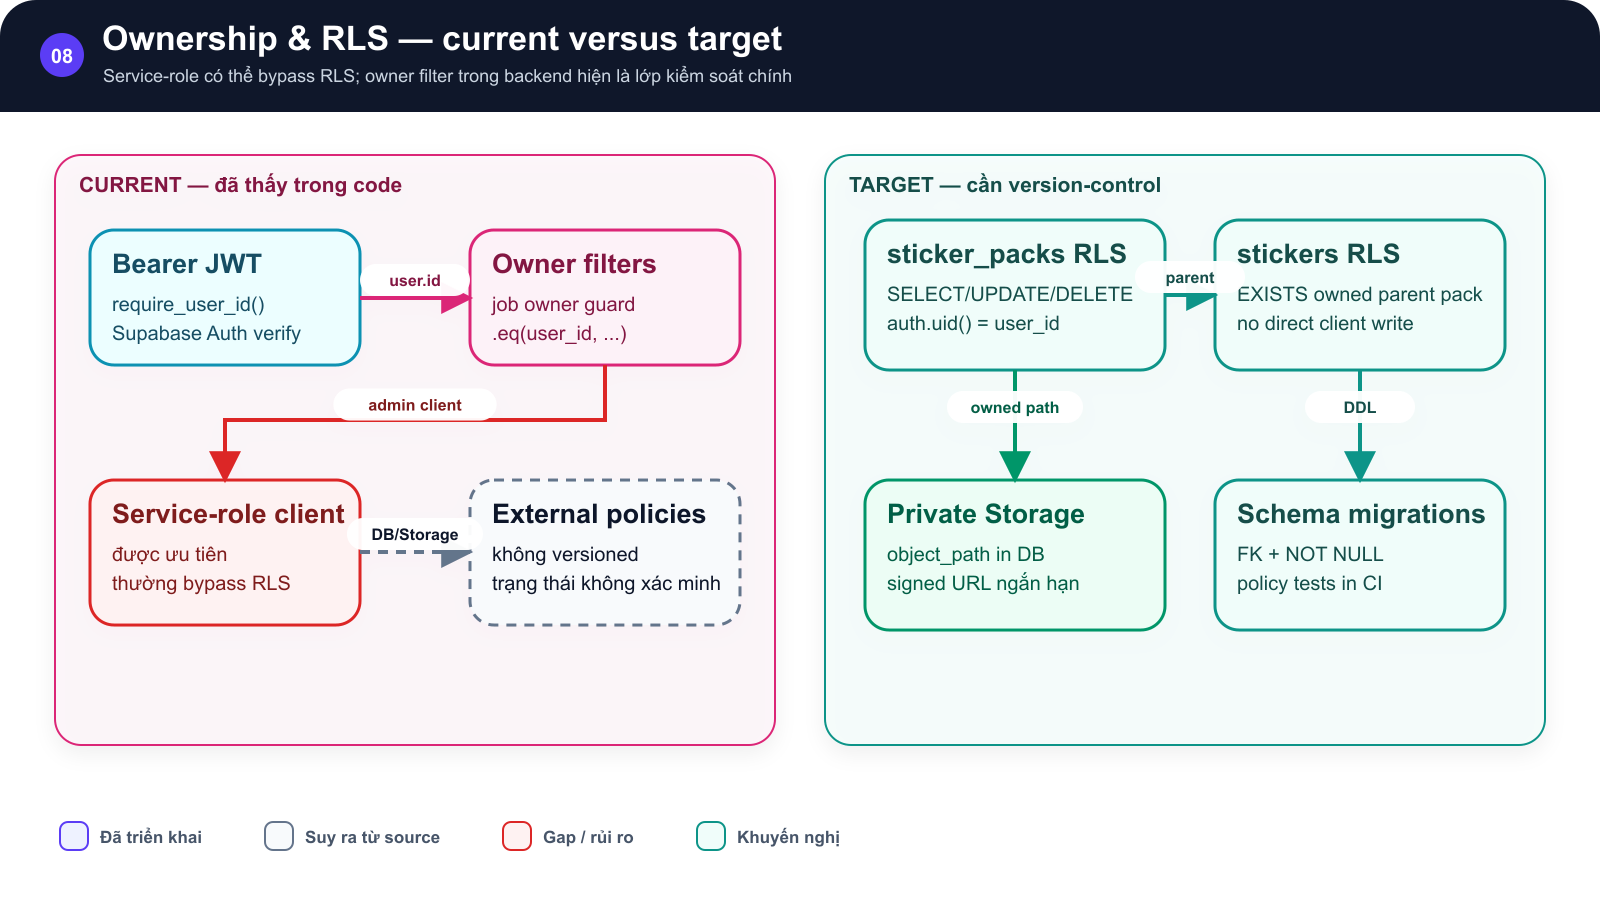 08
Ownership & RLS — current versus target
Service-role có thể bypass RLS; owner filter trong backend hiện là lớp kiểm soát chính
CURRENT — đã thấy trong code
Bearer JWT
require_user_id()
Supabase Auth verify
user.id
Owner filters
job owner guard
.eq(user_id, ...)
admin client
Service-role client
được ưu tiên
thường bypass RLS
DB/Storage
External policies
không versioned
trạng thái không xác minh
TARGET — cần version-control
sticker_packs RLS
SELECT/UPDATE/DELETE
auth.uid() = user_id
parent
stickers RLS
EXISTS owned parent pack
no direct client write
owned path
DDL
Private Storage
object_path in DB
signed URL ngắn hạn
Schema migrations
FK + NOT NULL
policy tests in CI
Đã triển khai
Suy ra từ source
Gap / rủi ro
Khuyến nghị